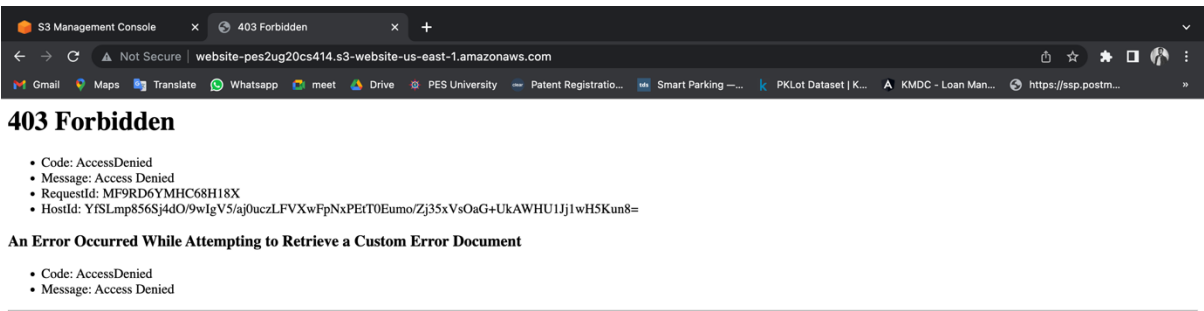 S3 Management Console 403 Forbidden
Not Secure | website-pes2ug20cs414.s3-website-us-east-1.amazonaws.com
Gmail Maps Translate Whatsapp meet Drive PES University Patent Registratio... Smart Parking —... PKLot Dataset | K... KMDC - Loan Man... https://ssp.postm... »
403 Forbidden
• Code: AccessDenied
• Message: Access Denied
• RequestId: MF9RD6YMHC68H18X
• HostId: YfSLmp856Sj4dO/9wIgV5/aj0uczLFVXwFpNxPEtT0Eumo/Zj35xVsOaG+UkAWHU1Jj1wH5Kun8=
An Error Occurred While Attempting to Retrieve a Custom Error Document
• Code: AccessDenied
• Message: Access Denied